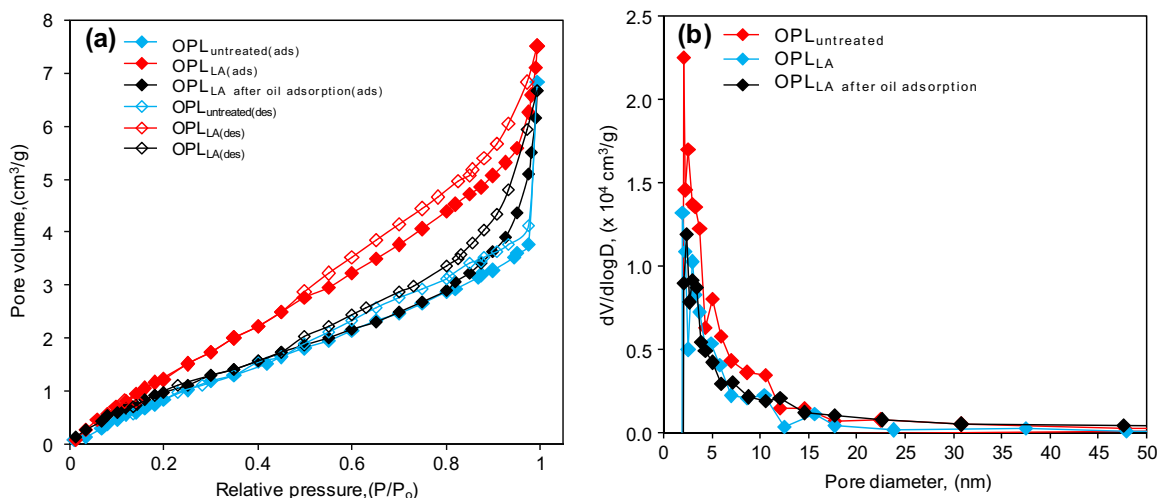 (a)
OPLuntreated(ads)
OPLLA(ads)
OPLLA after oil adsorption(ads)
OPLuntreated(des)
OPLLA(des)
OPLLA(des)
Pore volume,(cm³/g)
8
7
6
5
4
3
2
1
0
0
0.2
0.4
0.6
0.8
1
Relative pressure,(P/Po)
(b)
OPLuntreated
OPLLA
OPLLA after oil adsorption
dV/dlogD, (x 10⁴ cm³/g)
2.5
2.0
1.5
1.0
0.5
0.0
0
5
10
15
20
25
30
35
40
45
50
Pore diameter, (nm)